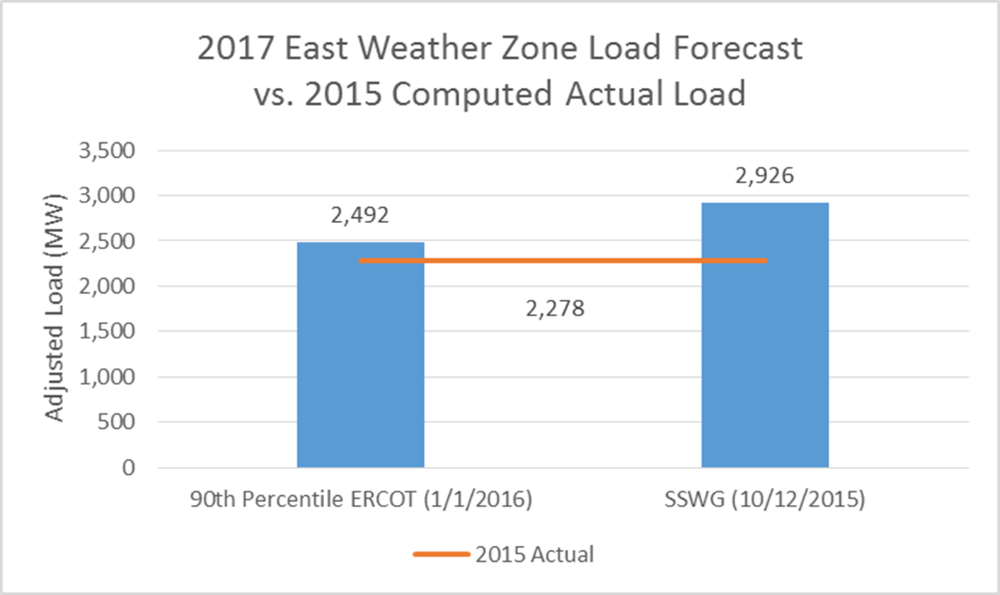 2017 East Weather Zone Load Forecast
vs. 2015 Computed Actual Load
Adjusted Load (MW)
3,500
3,000
2,500
2,000
1,500
1,000
500
0
2,492
2,926
2,278
90th Percentile ERCOT (1/1/2016)
SSWG (10/12/2015)
2015 Actual